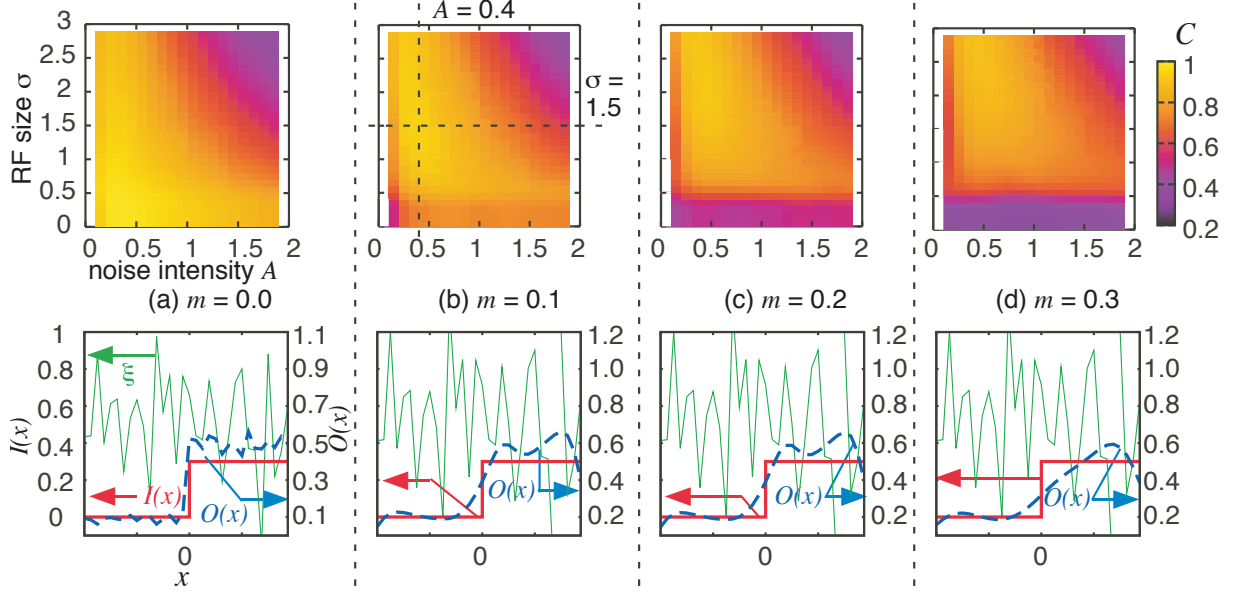 A = 0.4
C
3
2.5
2
1.5
1
0.5
0
RF size σ
0 0.5 1 1.5 2
noise intensity A
σ =
1.5
0 0.5 1 1.5 2
0 0.5 1 1.5 2
0 0.5 1 1.5 2
1
0.8
0.6
0.4
0.2
(a) m = 0.0
(b) m = 0.1
(c) m = 0.2
(d) m = 0.3
1
0.8
0.6
0.4
0.2
0
I(x)
ξ
I(x)
O(x)
1.1
0.9
0.7
0.5
0.3
0.1
O(x)
0
x
O(x)
1.2
1.0
0.8
0.6
0.4
0.2
0
O(x)
1.2
1.0
0.8
0.6
0.4
0.2
0
O(x)
1.2
1.0
0.8
0.6
0.4
0.2
0